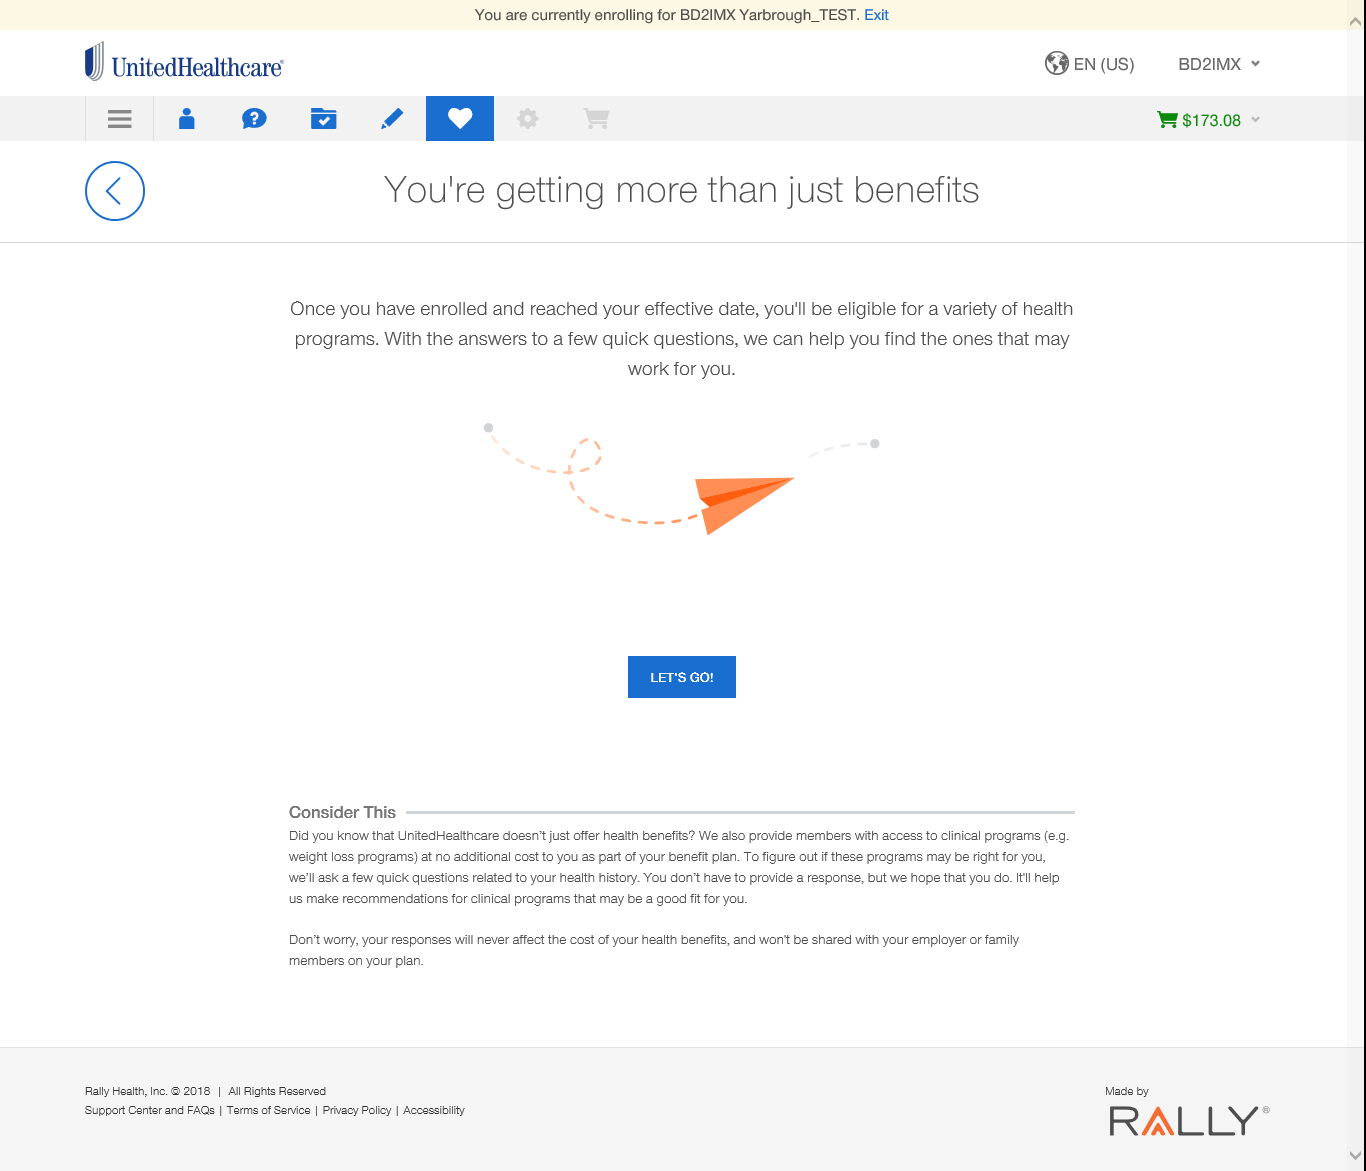 You are currently enrolling for BD2IMX Yarbrough_TEST. Exit
UnitedHealthcare®
EN (US)
BD2IMX
$173.08
You're getting more than just benefits
Once you have enrolled and reached your effective date, you'll be eligible for a variety of health
programs. With the answers to a few quick questions, we can help you find the ones that may
work for you.
LET'S GO!
Consider This
Did you know that UnitedHealthcare doesn’t just offer health benefits? We also provide members with access to clinical programs (e.g.
weight loss programs) at no additional cost to you as part of your benefit plan. To figure out if these programs may be right for you,
we’ll ask a few quick questions related to your health history. You don’t have to provide a response, but we hope that you do. It'll help
us make recommendations for clinical programs that may be a good fit for you.
Don’t worry, your responses will never affect the cost of your health benefits, and won't be shared with your employer or family
members on your plan.
Rally Health, Inc. © 2018 | All Rights Reserved
Support Center and FAQs | Terms of Service | Privacy Policy | Accessibility
Made by
RALLY®